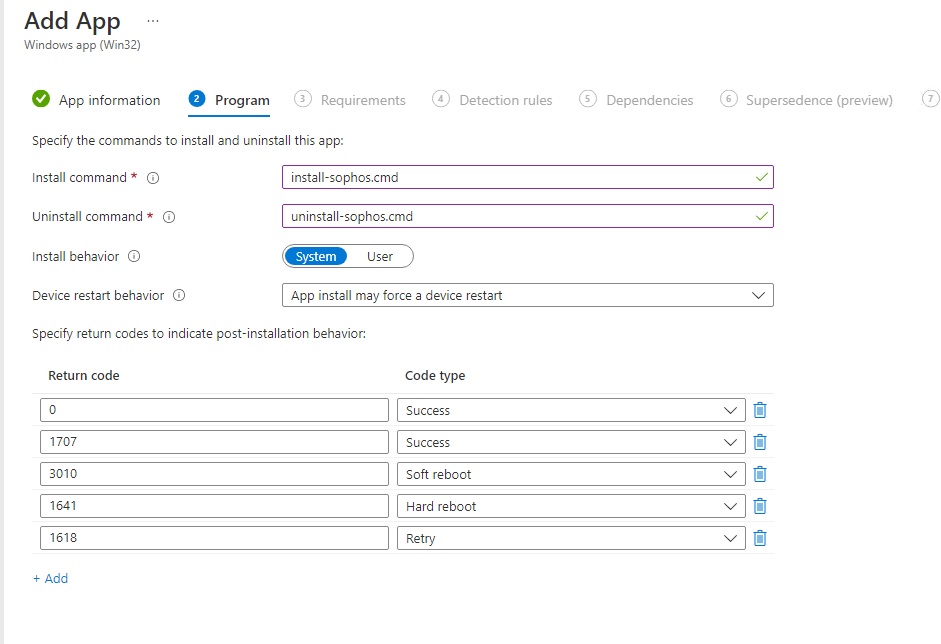 Add App ...
Windows app (Win32)
App information 2 Program 3 Requirements 4 Detection rules 5 Dependencies 6 Supersedence (preview) 7
Specify the commands to install and uninstall this app:
Install command * install-sophos.cmd
Uninstall command * uninstall-sophos.cmd
Install behavior System User
Device restart behavior App install may force a device restart
Specify return codes to indicate post-installation behavior:
Return code Code type
0 Success
1707 Success
3010 Soft reboot
1641 Hard reboot
1618 Retry
+ Add